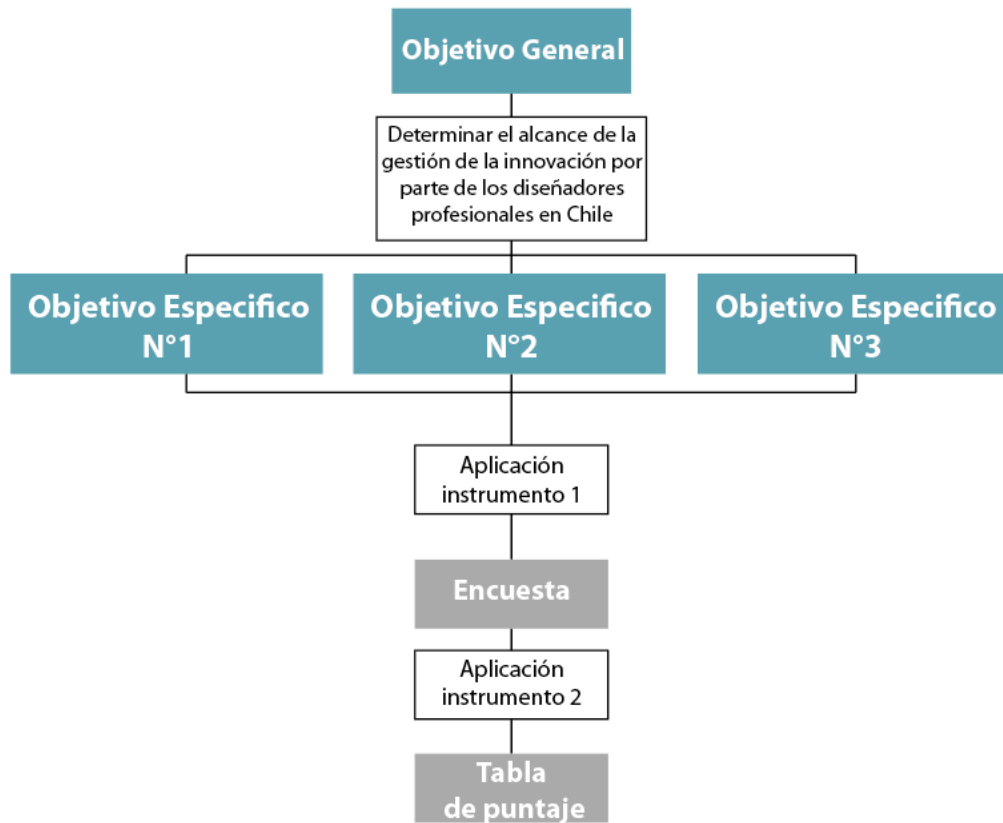 Objetivo General
Determinar el alcance de la
gestión de la innovación por
parte de los diseñadores
profesionales en Chile
Objetivo Especifico
N°1
Objetivo Especifico
N°2
Objetivo Especifico
N°3
Aplicación
instrumento 1
Encuesta
Aplicación
instrumento 2
Tabla
de puntaje